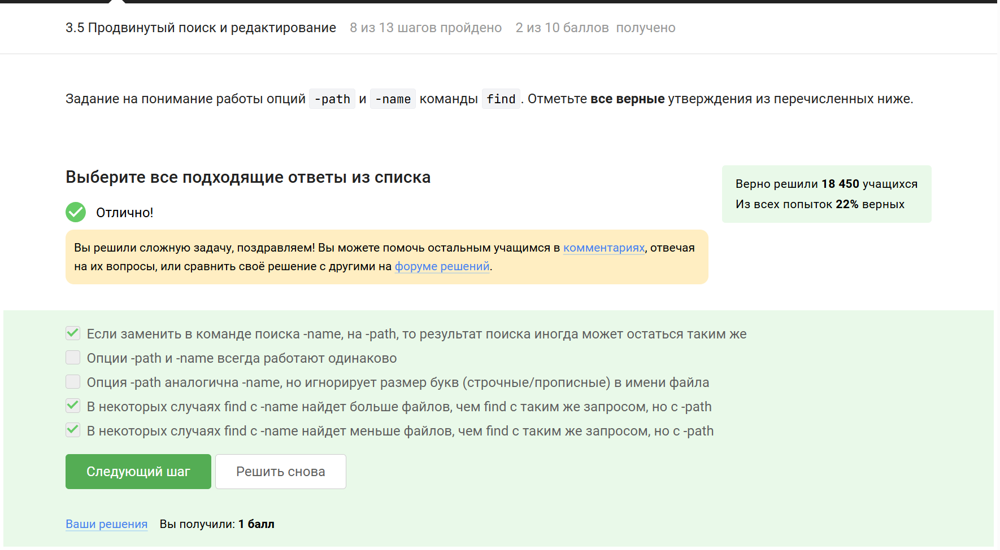 3.5 Продвинутый поиск и редактирование 8 из 13 шагов пройдено 2 из 10 баллов получено
Задание на понимание работы опций -path и -name команды find. Отметьте все верные утверждения из перечисленных ниже.
Выберите все подходящие ответы из списка
Верно решили 18 450 учащихся
Из всех попыток 22% верных
Отлично!
Вы решили сложную задачу, поздравляем! Вы можете помочь остальным учащимся в комментариях, отвечая
на их вопросы, или сравнить своё решение с другими на форуме решений.
Если заменить в команде поиска -name, на -path, то результат поиска иногда может остаться таким же
Опции -path и -name всегда работают одинаково
Опция -path аналогична -name, но игнорирует размер букв (строчные/прописные) в имени файла
В некоторых случаях find с -name найдет больше файлов, чем find с таким же запросом, но с -path
В некоторых случаях find с -name найдет меньше файлов, чем find с таким же запросом, но с -path
Следующий шаг Решить снова
Ваши решения Вы получили: 1 балл